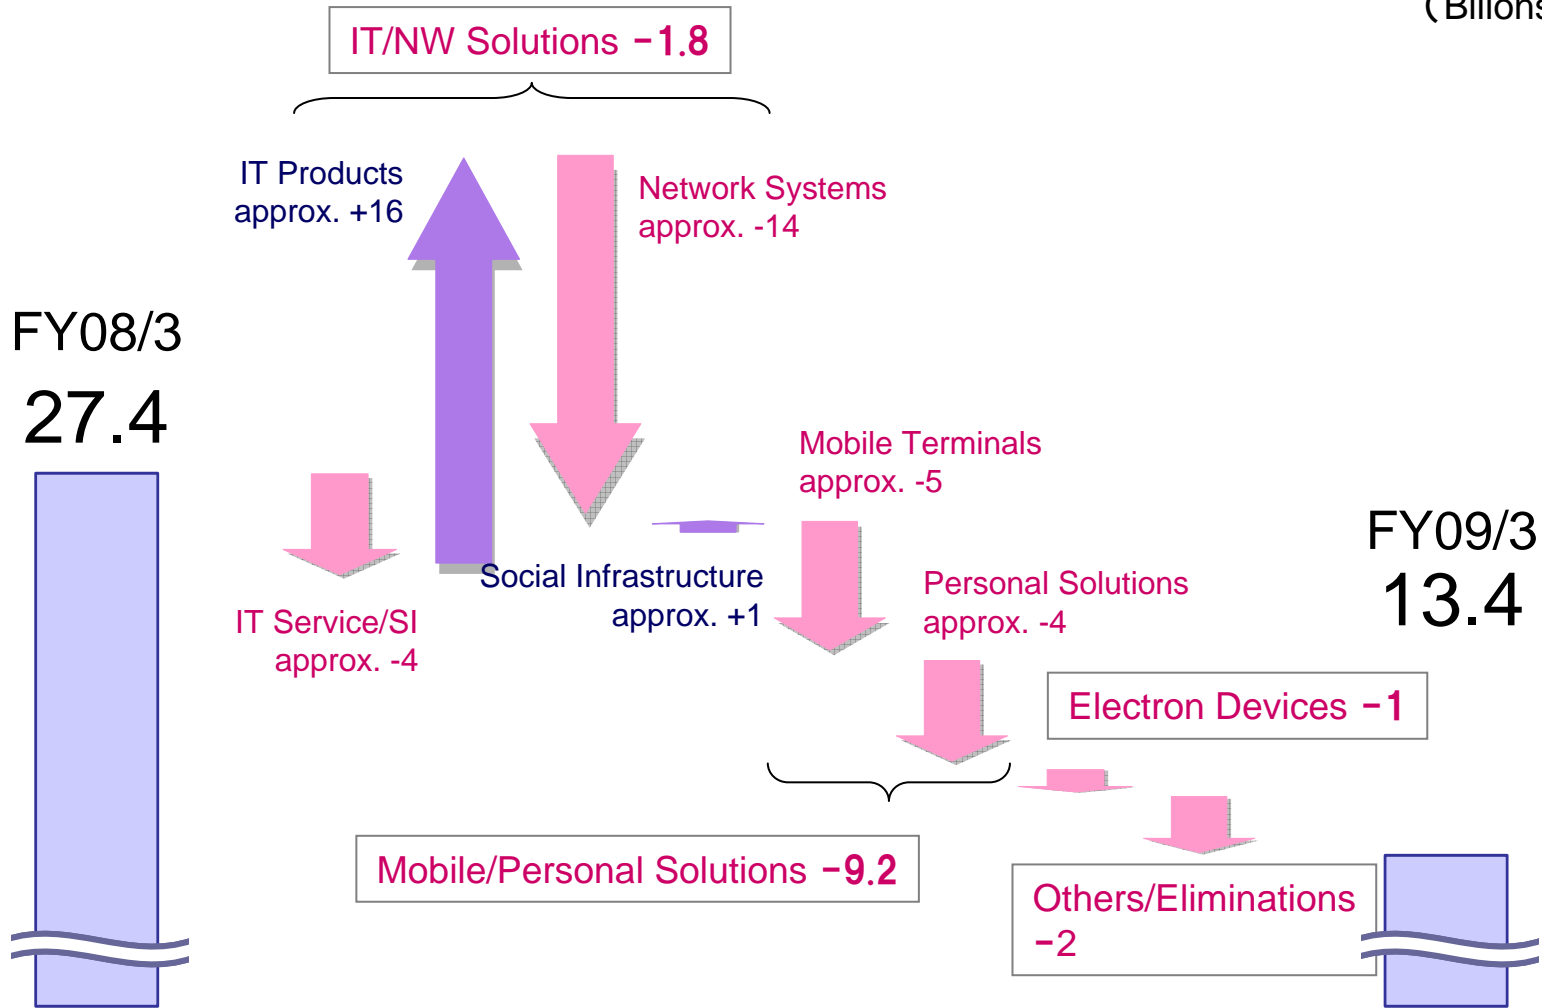 (Billions
IT/NW Solutions −1.8
IT Products
approx. +16
Network Systems
approx. -14
FY08/3
27.4
Mobile Terminals
approx. -5
FY09/3
13.4
Social Infrastructure
approx. +1
Personal Solutions
approx. -4
IT Service/SI
approx. -4
Electron Devices −1
Mobile/Personal Solutions −9.2
Others/Eliminations
−2